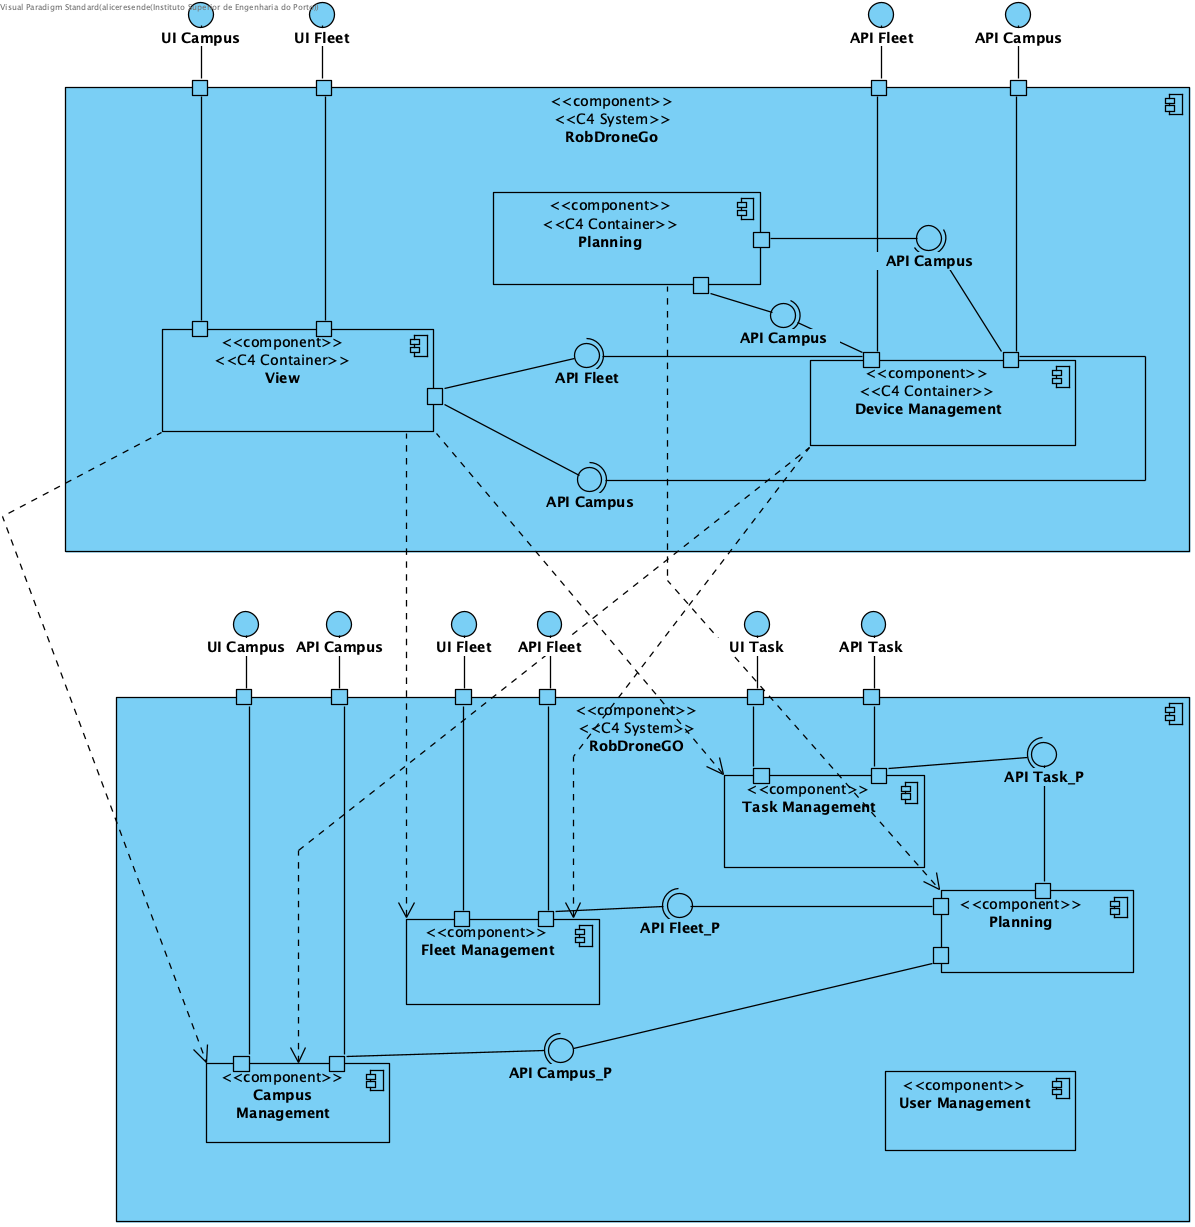 Visual Paradigm Standard(aliceresende(Instituto Superior de Engenharia do Porto))
UI Campus
UI Fleet
API Fleet
API Campus
<<component>>
<<C4 System>>
RobDroneGo
<<component>>
<<C4 Container>>
Planning
API Campus
API Campus
<<component>>
<<C4 Container>>
View
API Fleet
<<component>>
<<C4 Container>>
Device Management
API Campus
UI Campus
API Campus
UI Fleet
API Fleet
UI Task
API Task
<<component>>
<<C4 System>>
RobDroneGO
<<component>>
Task Management
API Task_P
<<component>>
Planning
API Fleet_P
<<component>>
Fleet Management
API Campus_P
<<component>>
Campus
Management
<<component>>
User Management